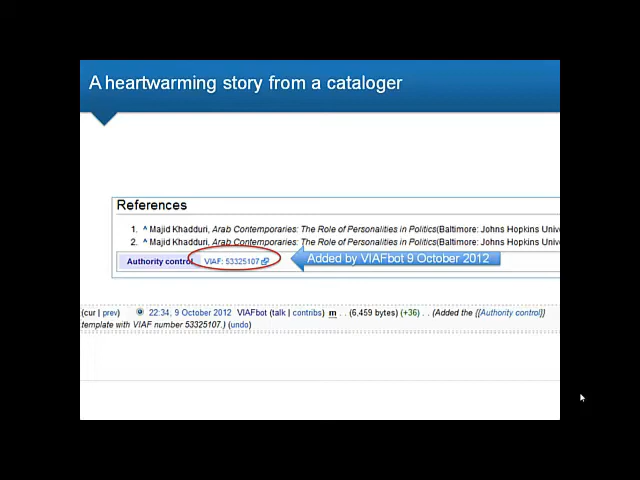 A heartwarming story from a cataloger
References
1. ^ Majid Khadduri, Arab Contemporaries: The Role of Personalities in Politics(Baltimore: Johns Hopkins Univ
2. ^ Majid Khadduri, Arab Contemporaries: The Role of Personalities in Politics(Baltimore: Johns Hopkins Univ
Authority control VIAF: 53325107 Added by VIAFbot 9 October 2012
(cur | prev) 22:34, 9 October 2012 VIAFbot (talk | contribs) m . . (6,459 bytes) (+36) . . (Added the {{Authority control}}
template with VIAF number 53325107.) (undo)